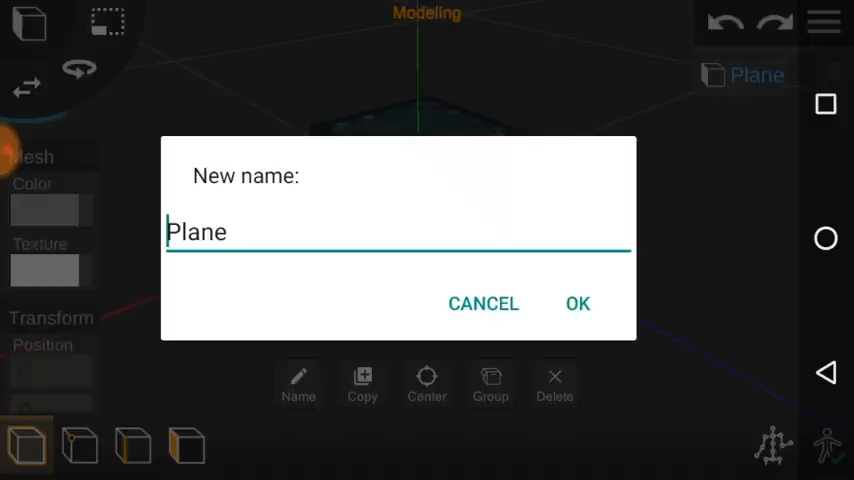 Modeling
Plane
Mesh
Color
Texture
Transform
Position
New name:
Plane
CANCEL OK
Name Copy Center Group Delete